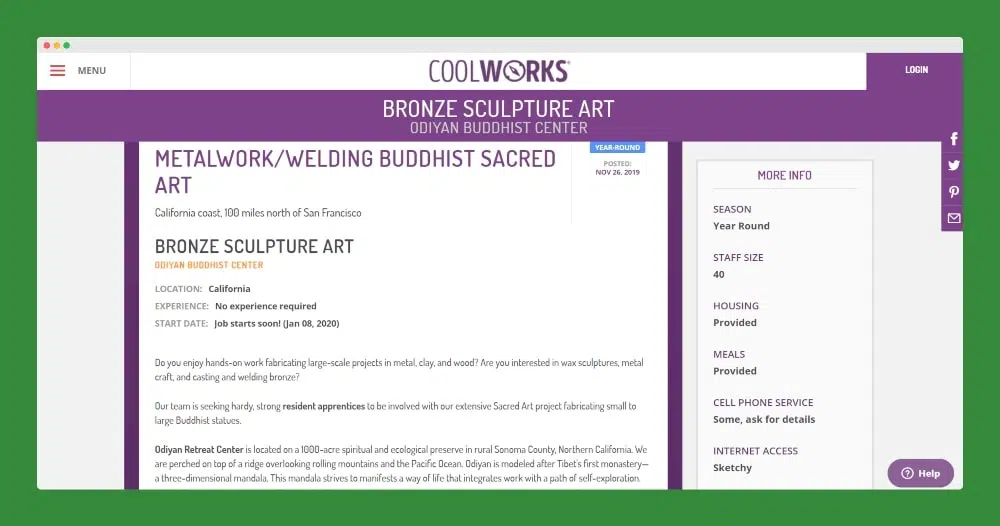 MENU
COOLWORKS
LOGIN
BRONZE SCULPTURE ART
ODIYAN BUDDHIST CENTER
METALWORK/WELDING BUDDHIST SACRED
ART
California coast, 100 miles north of San Francisco
YEAR-ROUND
POSTED:
NOV 26, 2019
BRONZE SCULPTURE ART
ODIYAN BUDDHIST CENTER
LOCATION: California
EXPERIENCE: No experience required
START DATE: Job starts soon! (Jan 08, 2020)
Do you enjoy hands-on work fabricating large-scale projects in metal, clay, and wood? Are you interested in wax sculptures, metal
craft, and casting and welding bronze?
Our team is seeking hardy, strong resident apprentices to be involved with our extensive Sacred Art project fabricating small to
large Buddhist statues.
Odiyan Retreat Center is located on a 1000-acre spiritual and ecological preserve in rural Sonoma County, Northern California. We
are perched on top of a ridge overlooking rolling mountains and the Pacific Ocean. Odiyan is modeled after Tibet's first monastery—
a three-dimensional mandala. This mandala strives to manifests a way of life that integrates work with a path of self-exploration.
MORE INFO
SEASON
Year Round
STAFF SIZE
40
HOUSING
Provided
MEALS
Provided
CELL PHONE SERVICE
Some, ask for details
INTERNET ACCESS
Sketchy
Help